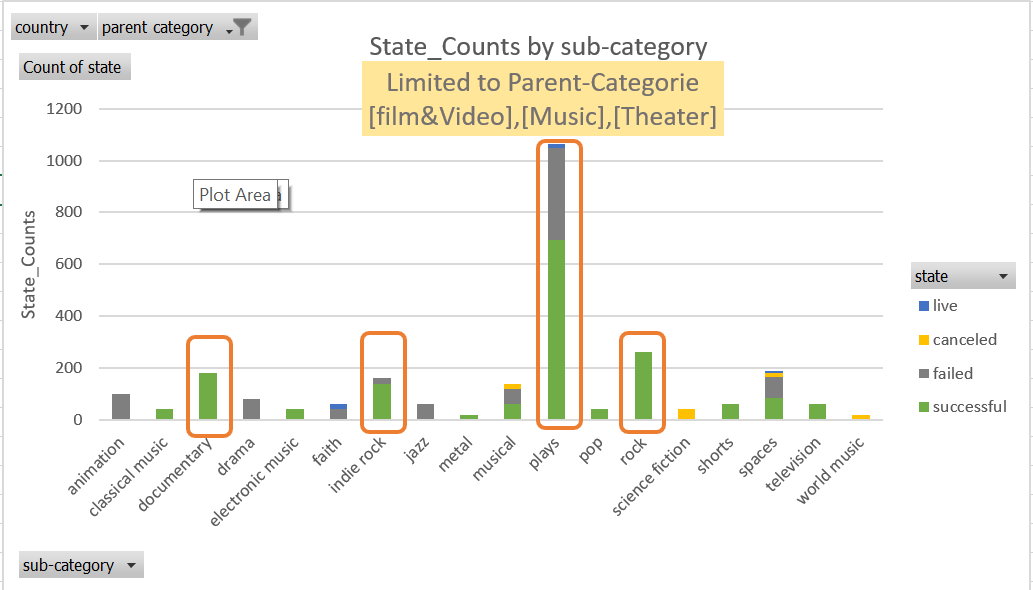 country
parent category
State_Counts by sub-category
Count of state
Limited to Parent-Categorie
[film&Video],[Music],[Theater]
1200
1000
Plot Area
800
600
400
200
0
State_Counts
state
live
canceled
failed
successful
animation
classical music
documentary
drama
electronic music
faith
indie rock
jazz
metal
musical
plays
pop
rock
science fiction
shorts
spaces
television
world music
sub-category